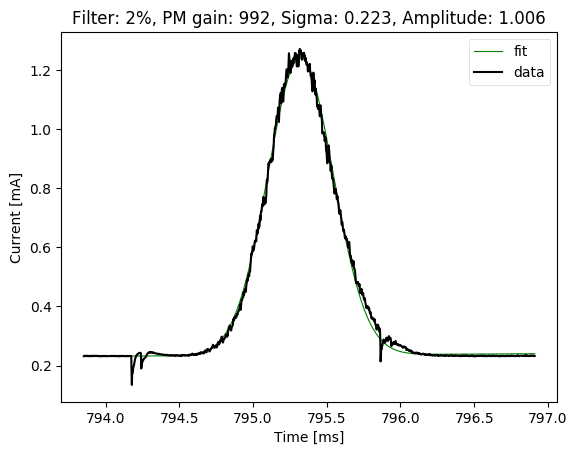 Filter: 2%, PM gain: 992, Sigma: 0.223, Amplitude: 1.006
fit
data
1.2
1.0
0.8
0.6
0.4
0.2
Current [mA]
794.0 794.5 795.0 795.5 796.0 796.5 797.0
Time [ms]